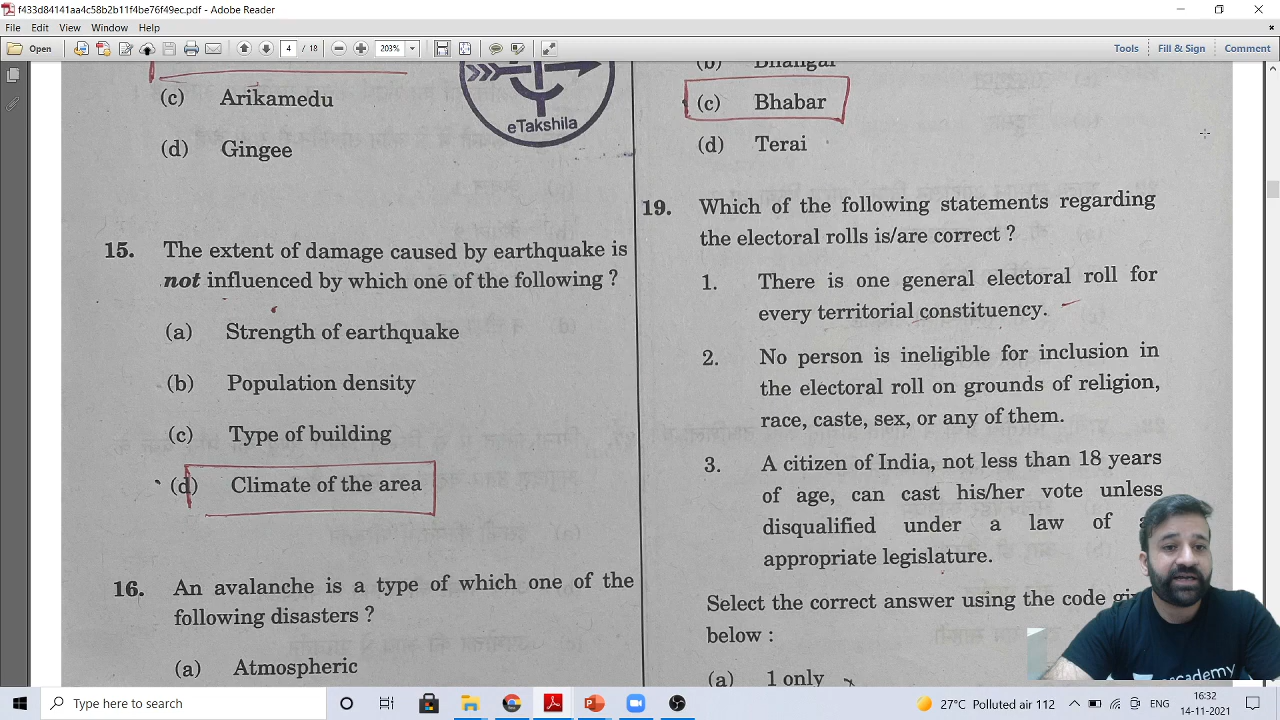 f433d84141aa4c58b2b11f4be76f49ec.pdf - Adobe Reader
File Edit View Window Help
Open 4 / 18 203% Tools Fill & Sign Comment
(c) Arikamedu
(d) Gingee
eTakshila
15. The extent of damage caused by earthquake is
not influenced by which one of the following ?
(a) Strength of earthquake
(b) Population density
(c) Type of building
(d) Climate of the area
16. An avalanche is a type of which one of the
following disasters ?
(a) Atmospheric
(b) Bhangar
(c) Bhabar
(d) Terai
19. Which of the following statements regarding
the electoral rolls is/are correct ?
1. There is one general electoral roll for
every territorial constituency.
2. No person is ineligible for inclusion in
the electoral roll on grounds of religion,
race, caste, sex, or any of them.
3. A citizen of India, not less than 18 years
of age, can cast his/her vote unless
disqualified under a law of
appropriate legislature.
Select the correct answer using the code
below :
(a) 1 only
Type here to search
27°C Polluted air 112 ENG 16:32
14-11-2021